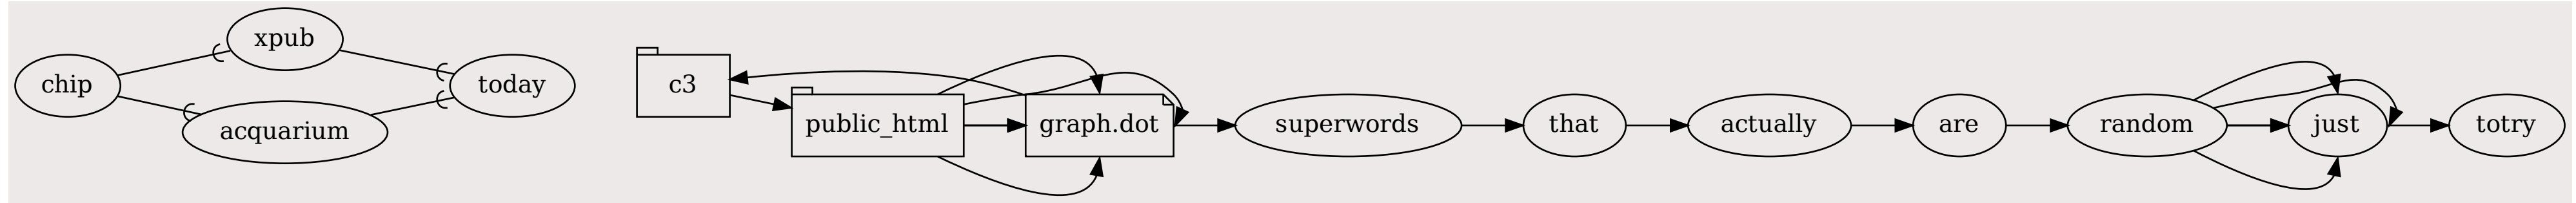 chip
xpub
acquarium
today
c3
public_html
graph.dot
superwords
that
actually
are
random
just
totry